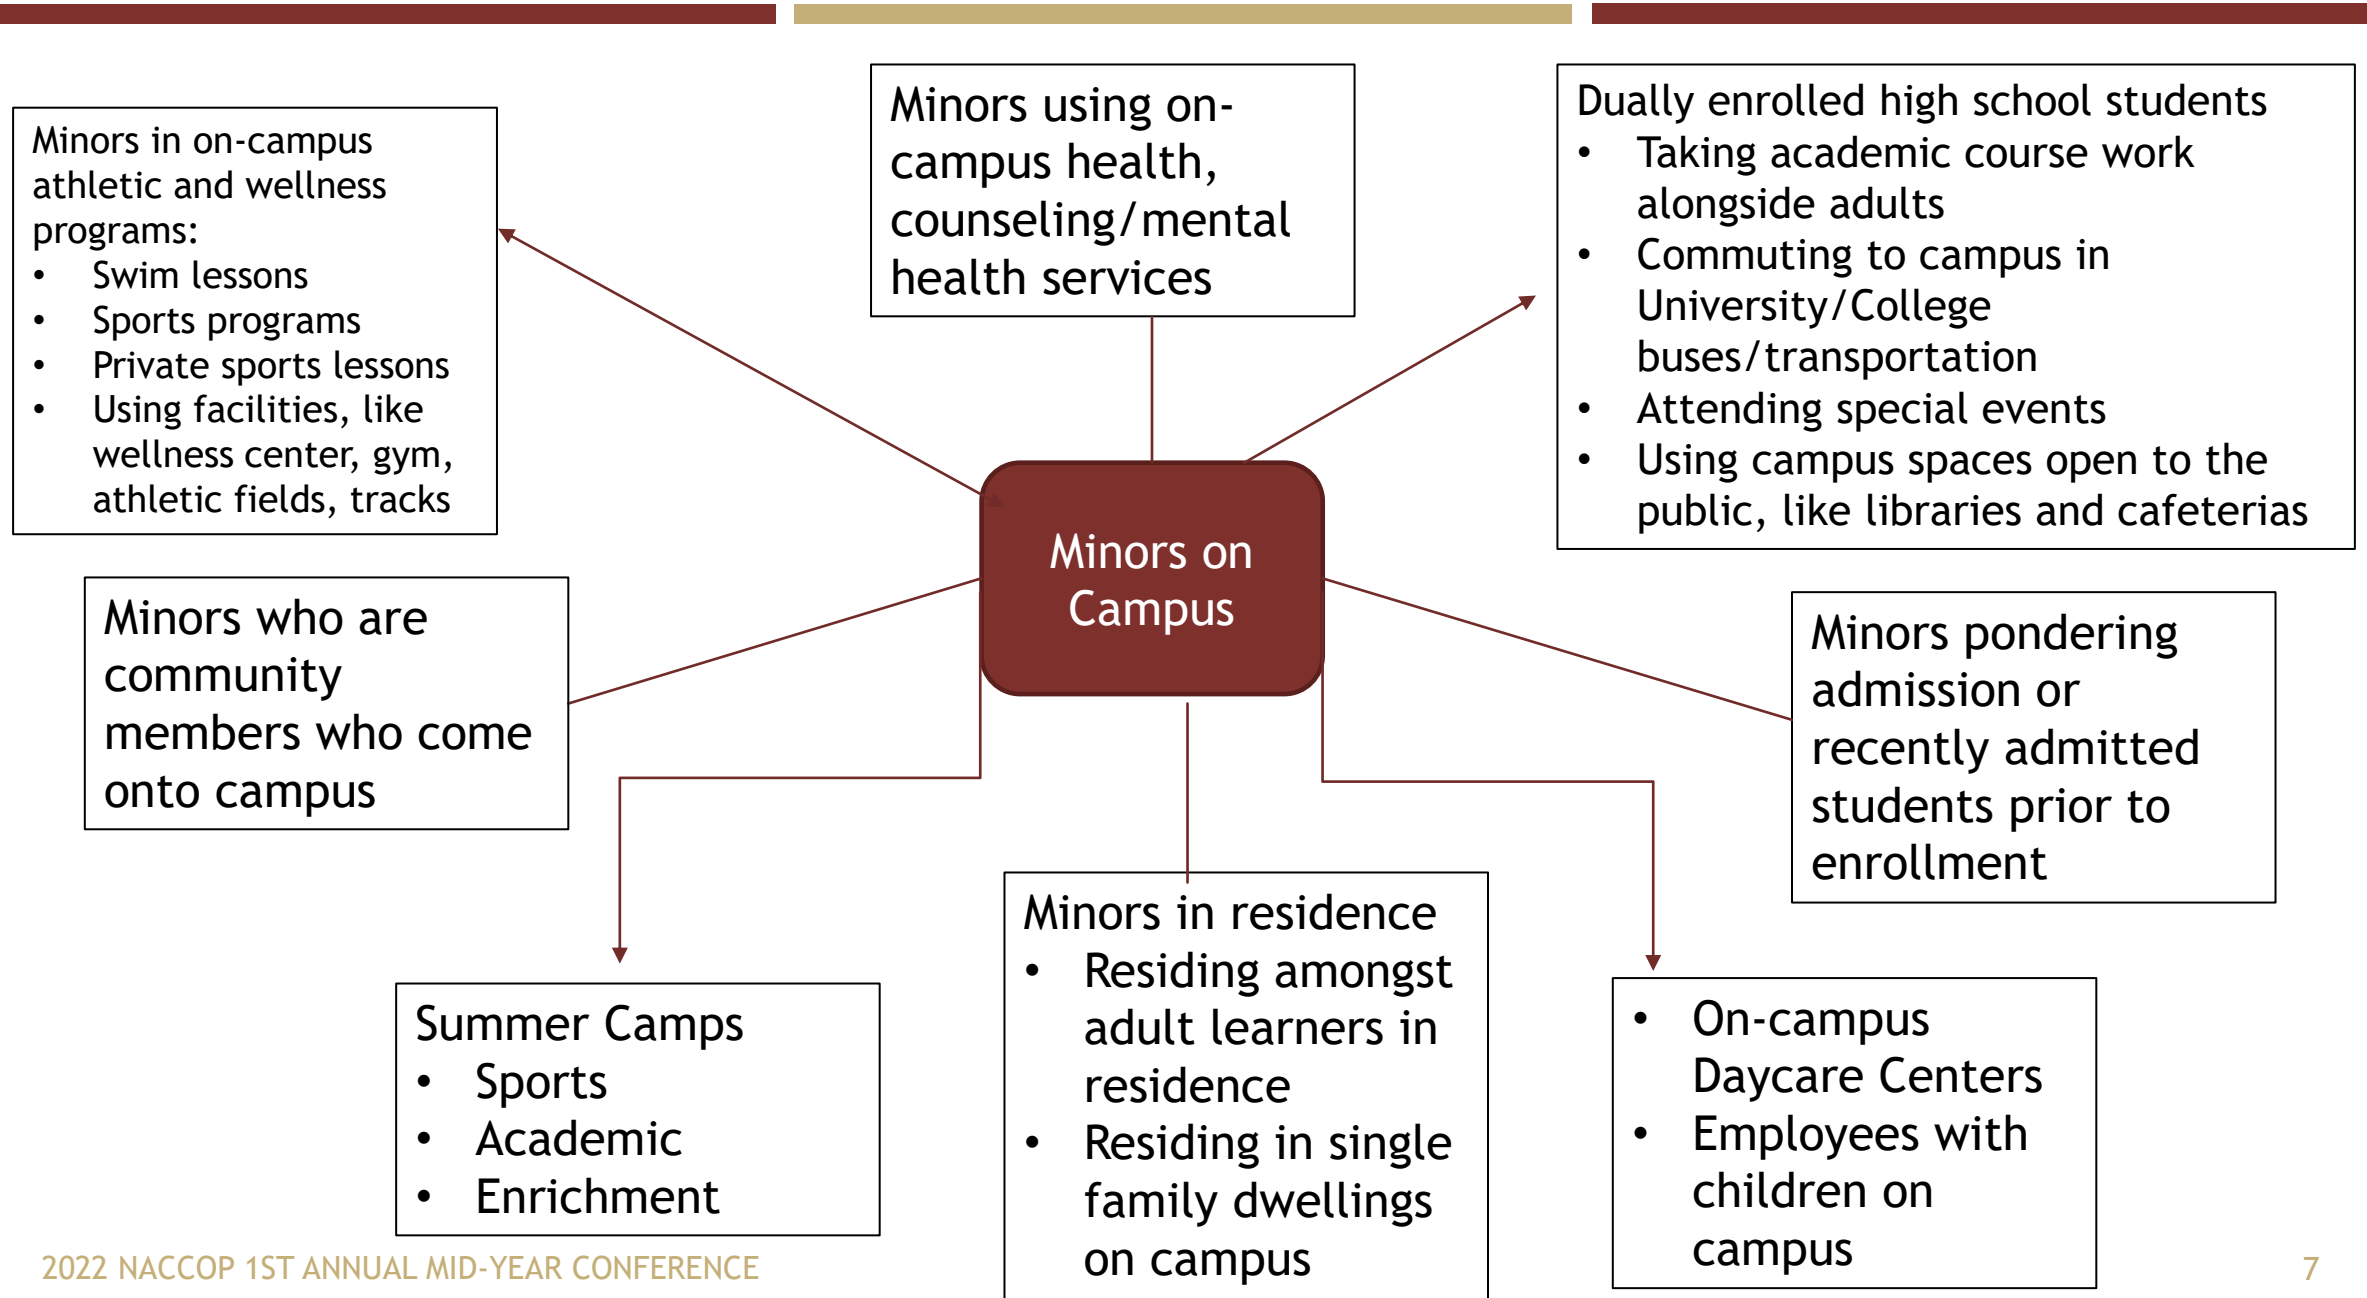 Minors in on-campus
athletic and wellness
programs:
• Swim lessons
• Sports programs
• Private sports lessons
• Using facilities, like
wellness center, gym,
athletic fields, tracks
Minors using on-
campus health,
counseling/mental
health services
Dually enrolled high school students
• Taking academic course work
alongside adults
• Commuting to campus in
University/College
buses/transportation
• Attending special events
• Using campus spaces open to the
public, like libraries and cafeterias
Minors on
Campus
Minors who are
community
members who come
onto campus
Minors pondering
admission or
recently admitted
students prior to
enrollment
Summer Camps
• Sports
• Academic
• Enrichment
Minors in residence
• Residing amongst
adult learners in
residence
• Residing in single
family dwellings
on campus
• On-campus
Daycare Centers
• Employees with
children on
campus
2022 NACCOP 1ST ANNUAL MID-YEAR CONFERENCE
7